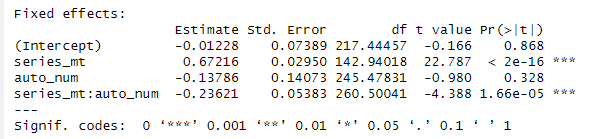 Fixed effects:
Estimate Std. Error df t value Pr(>|t|)
(Intercept) -0.01228 0.07389 217.44457 -0.166 0.868
series_mt 0.67216 0.02950 142.94018 22.787 < 2e-16 ***
auto_num -0.13786 0.14073 245.47831 -0.980 0.328
series_mt:auto_num -0.23621 0.05383 260.50041 -4.388 1.66e-05 ***
---
Signif. codes: 0 ‘***’ 0.001 ‘**’ 0.01 ‘*’ 0.05 ‘.’ 0.1 ‘ ’ 1